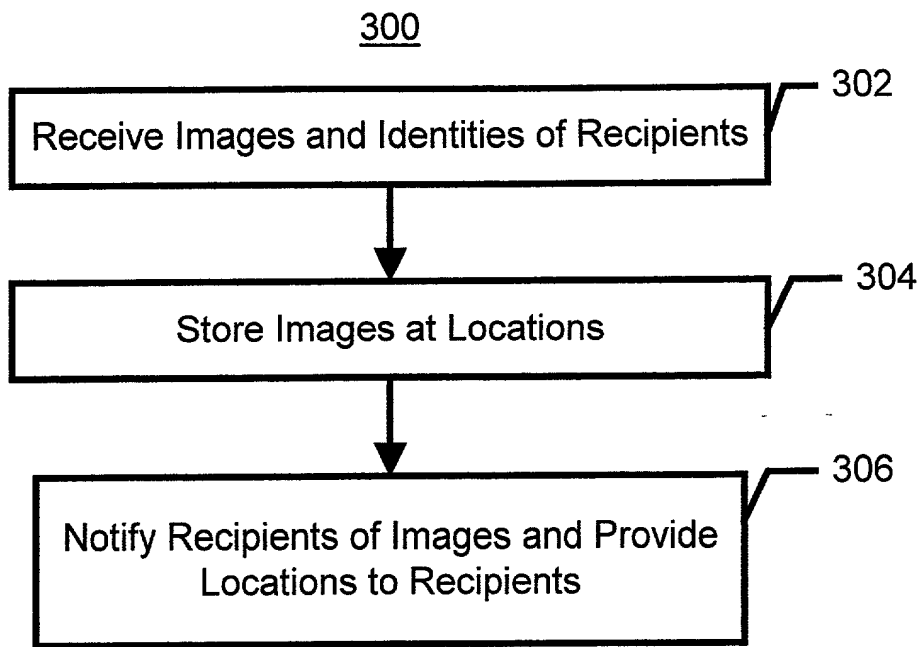 300
302
Receive Images and Identities of Recipients
304
Store Images at Locations
306
Notify Recipients of Images and Provide
Locations to Recipients